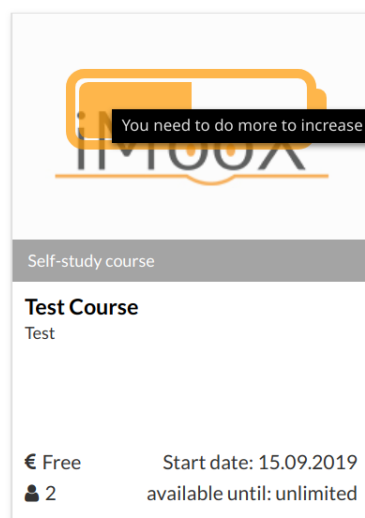 You need to do more to increase
iMooX
Self-study course
Test Course
Test
€ Free
Start date: 15.09.2019
2
available until: unlimited